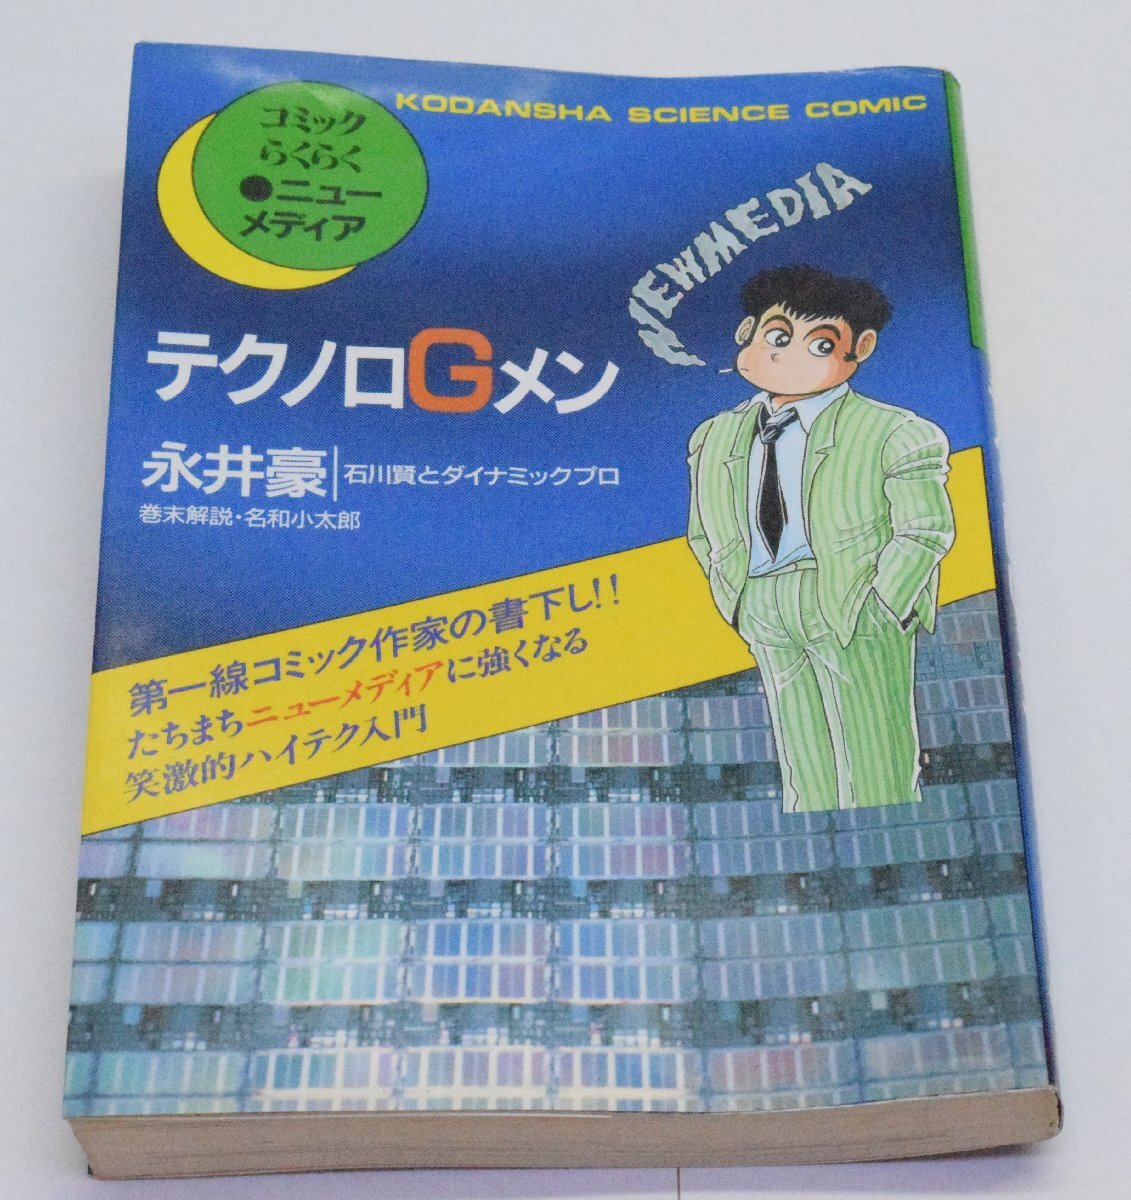 コミック
らくらく
●ニュー
メディア
KODANSHA SCIENCE COMIC
NEWMEDIA
テクノロGメン
永井豪|石川賢とダイナミックプロ
巻末解説・名和小太郎
第一線コミック作家の書下し!!
たちまちニューメディアに強くなる
笑激的ハイテク入門